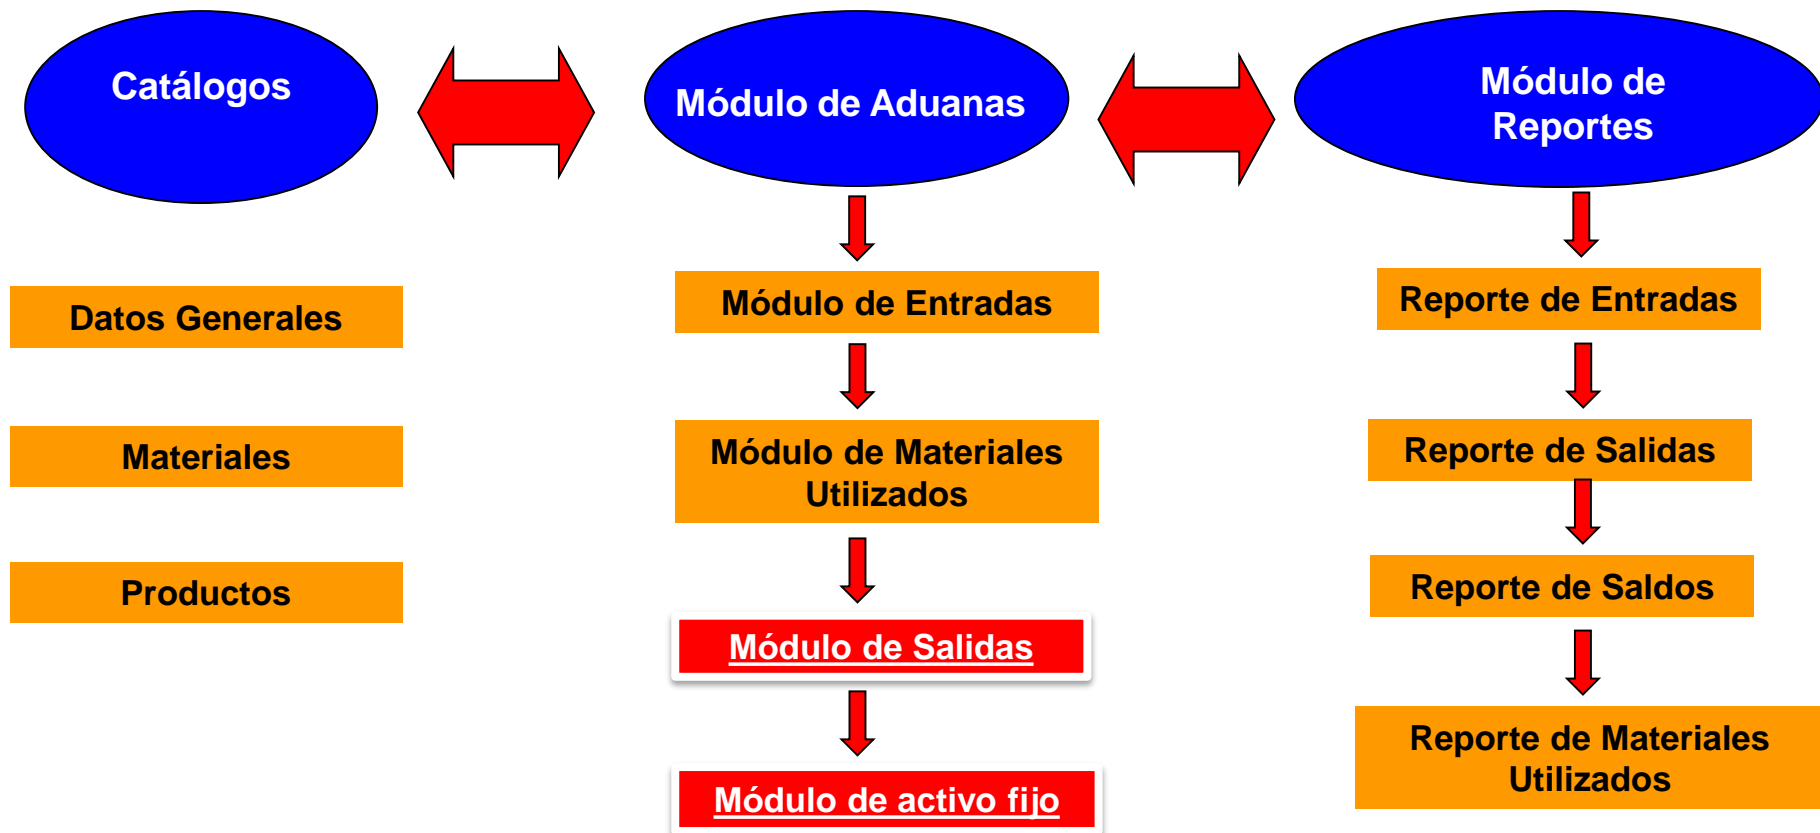 Catálogos
Módulo de Aduanas
Módulo de
Reportes
Datos Generales
Materiales
Productos
Módulo de Entradas
Módulo de Materiales
Utilizados
Módulo de Salidas
Módulo de activo fijo
Reporte de Entradas
Reporte de Salidas
Reporte de Saldos
Reporte de Materiales
Utilizados